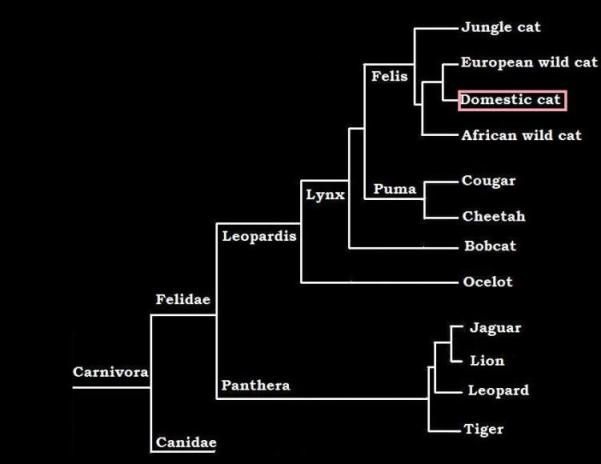 Jungle cat
European wild cat
Felis
Domestic cat
African wild cat
Cougar
Puma
Lynx
Cheetah
Leopardis
Bobcat
Ocelot
Felidae
Jaguar
Lion
Carnivora
Panthera
Leopard
Tiger
Canidae